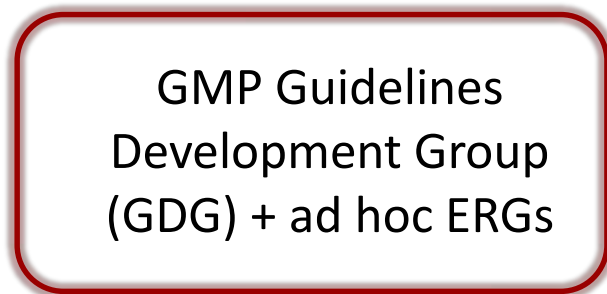 GMP Guidelines
Development Group
(GDG) + ad hoc ERGs